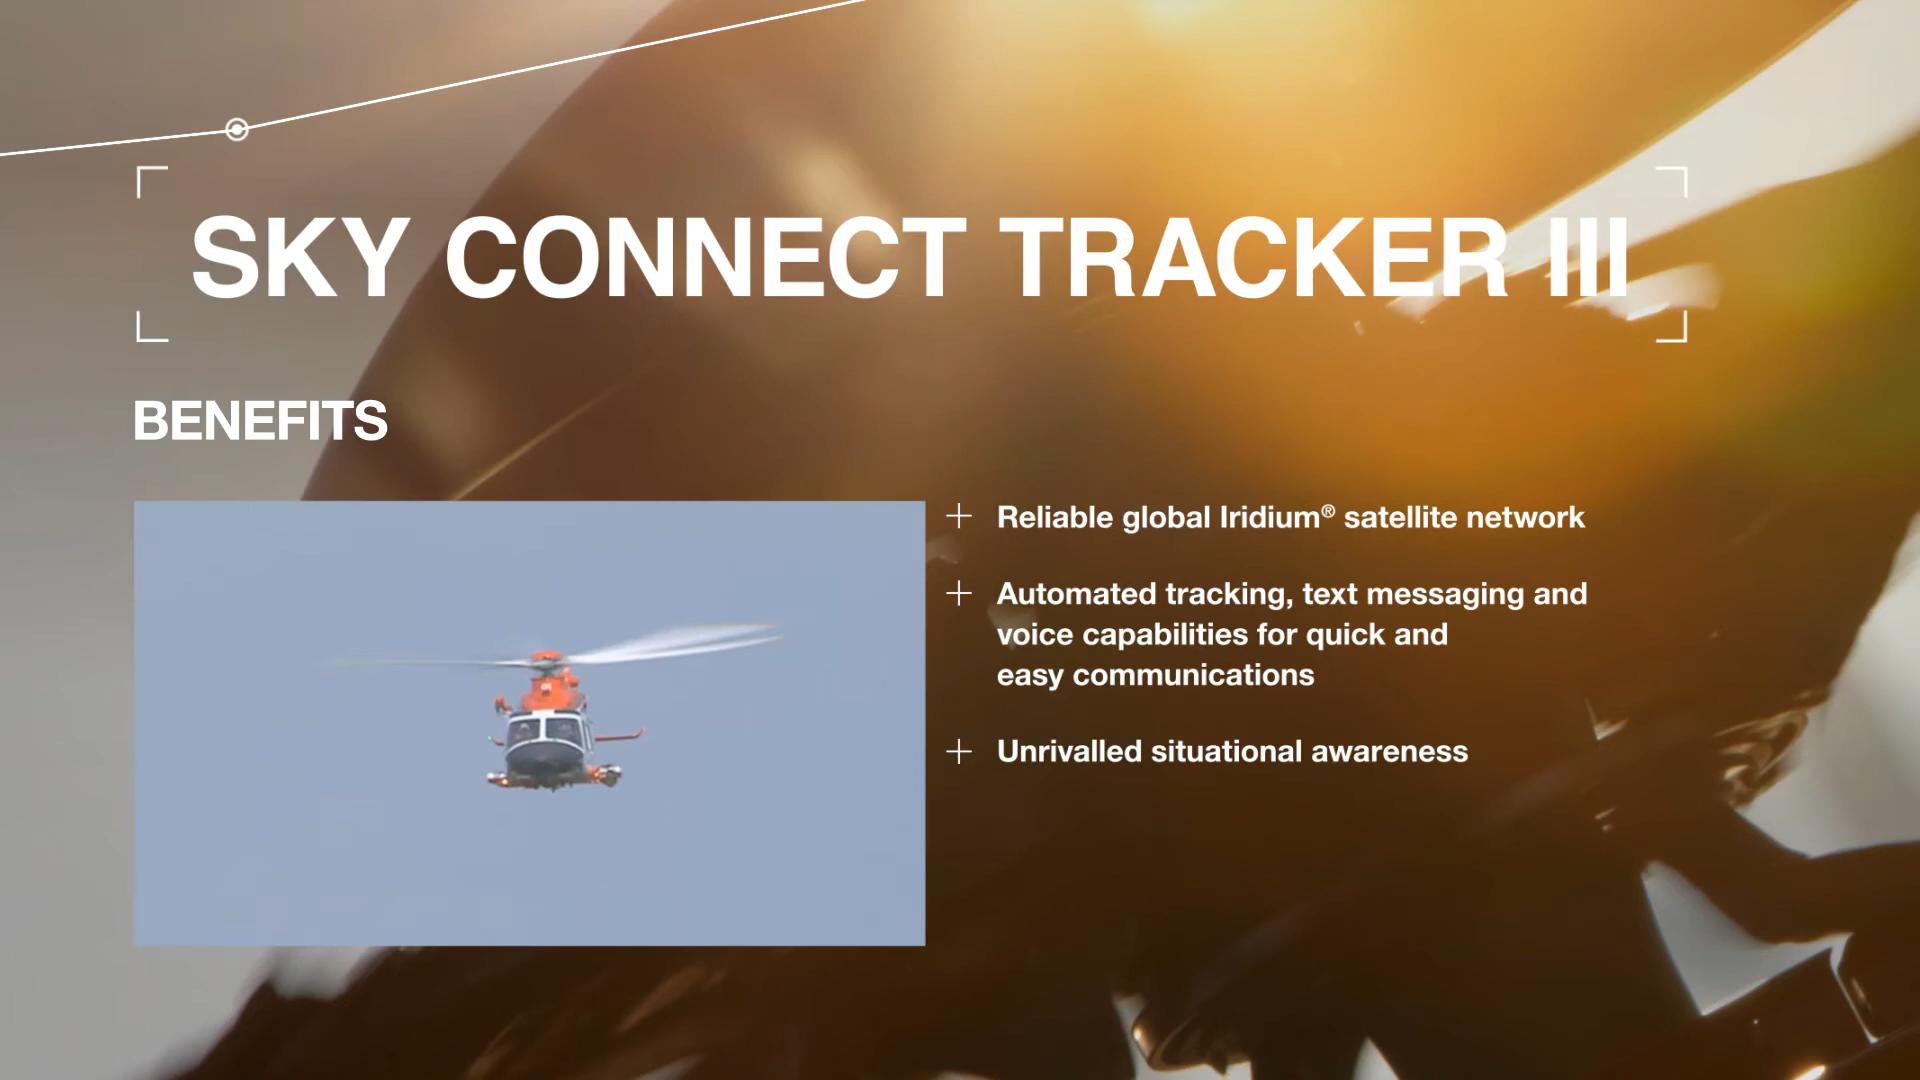 SKY CONNECT TRACKER III
BENEFITS
Reliable global Iridium® satellite network
Automated tracking, text messaging and
voice capabilities for quick and
easy communications
Unrivalled situational awareness